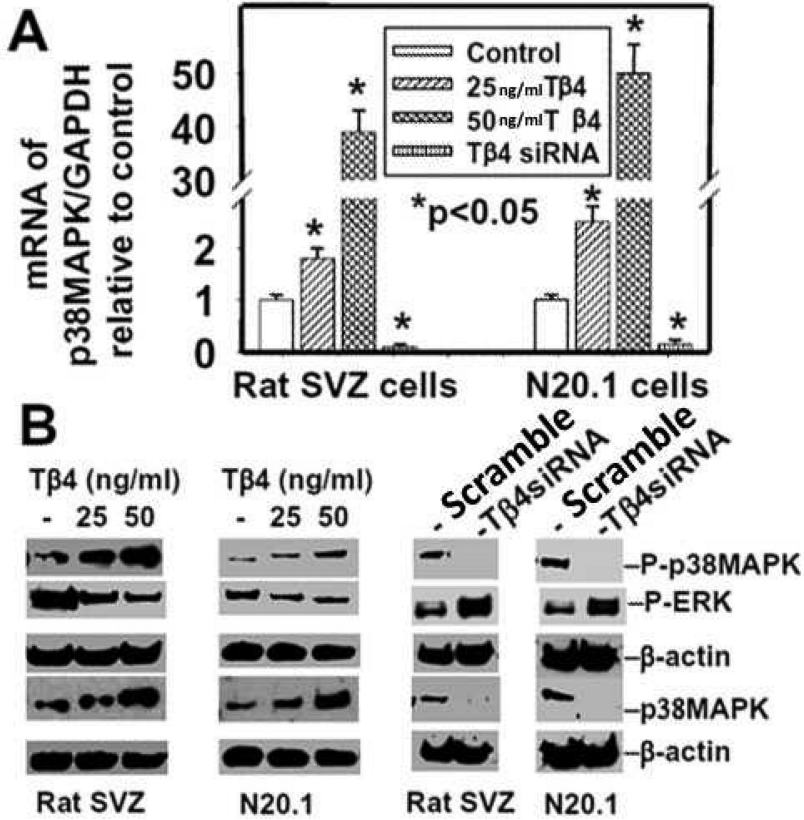 A
mRNA of
p38MAPK/GAPDH
relative to control
50
40
30
2
1
0
Control
25ng/mlTβ4
50ng/mlT β4
Tβ4 siRNA
*
*
*
*
*
*
*p<0.05
Rat SVZ cells
N20.1 cells
B
Tβ4 (ng/ml)
- 25 50
Tβ4 (ng/ml)
- 25 50
- Scramble
-Tβ4siRNA
- Scramble
-Tβ4siRNA
–P-p38MAPK
–P-ERK
–β-actin
–p38MAPK
–β-actin
Rat SVZ
N20.1
Rat SVZ
N20.1